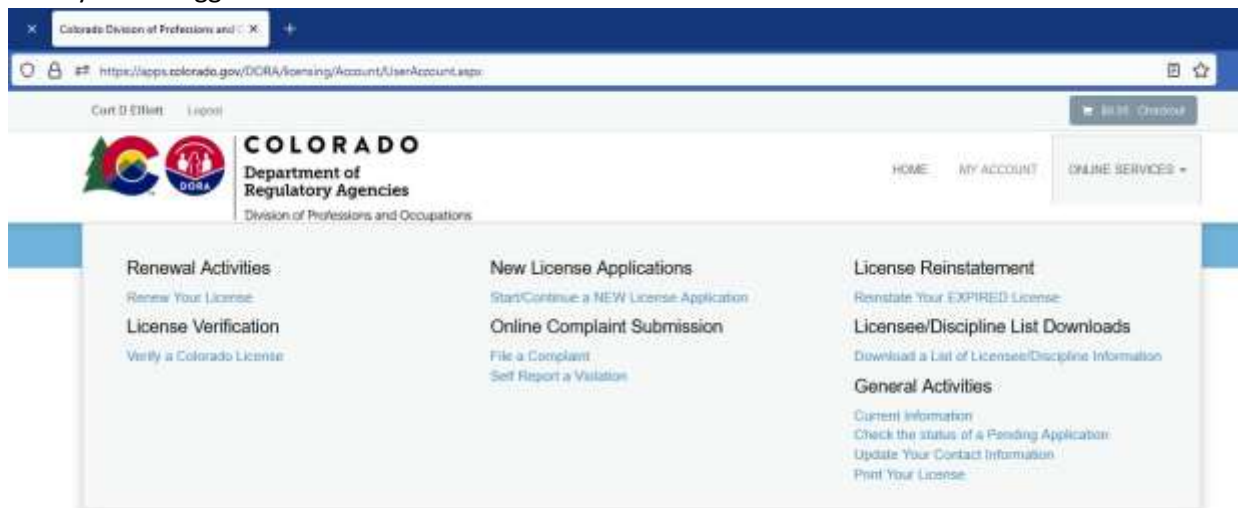 Colorado Division of Professions and
https://apps.colorado.gov/DORA/licensing/Account/UserAccount.aspx
Curt D Elliott Logout
Checkout
COLORADO
Department of
Regulatory Agencies
Division of Professions and Occupations
DORA
HOME MY ACCOUNT ONLINE SERVICES
Renewal Activities
Renew Your License
License Verification
Verify a Colorado License
New License Applications
Start/Continue a NEW License Application
Online Complaint Submission
File a Complaint
Self Report a Violation
License Reinstatement
Reinstate Your EXPIRED License
Licensee/Discipline List Downloads
Download a List of Licensee/Discipline Information
General Activities
Current Information
Check the status of a Pending Application
Update Your Contact Information
Print Your License